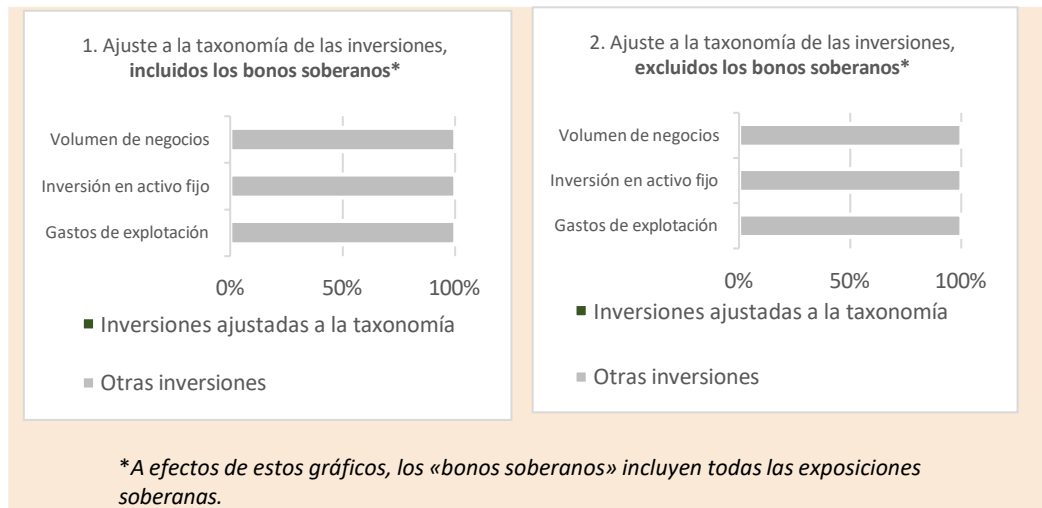 1. Ajuste a la taxonomía de las inversiones,
incluidos los bonos soberanos*
Volumen de negocios
Inversión en activo fijo
Gastos de explotación
0% 50% 100%
Inversiones ajustadas a la taxonomía
Otras inversiones
2. Ajuste a la taxonomía de las inversiones,
excluidos los bonos soberanos*
Volumen de negocios
Inversión en activo fijo
Gastos de explotación
0% 50% 100%
Inversiones ajustadas a la taxonomía
Otras inversiones
*A efectos de estos gráficos, los «bonos soberanos» incluyen todas las exposiciones
soberanas.